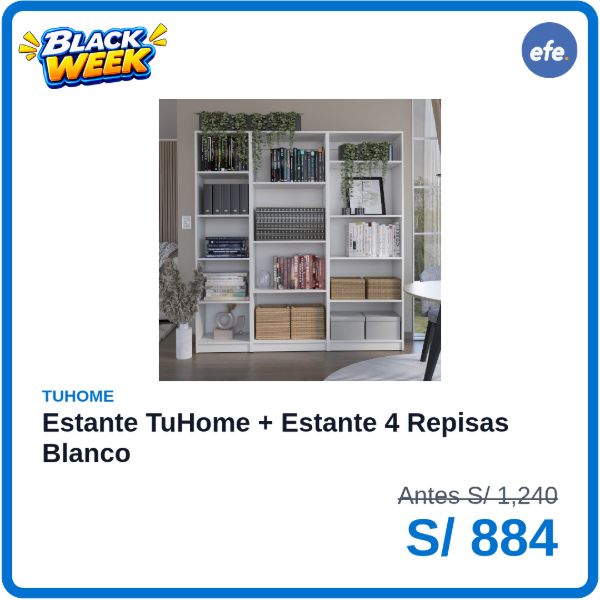 BLACK
WEEK
efe.
TUHOME
Estante TuHome + Estante 4 Repisas
Blanco
Antes S/ 1,240
S/ 884